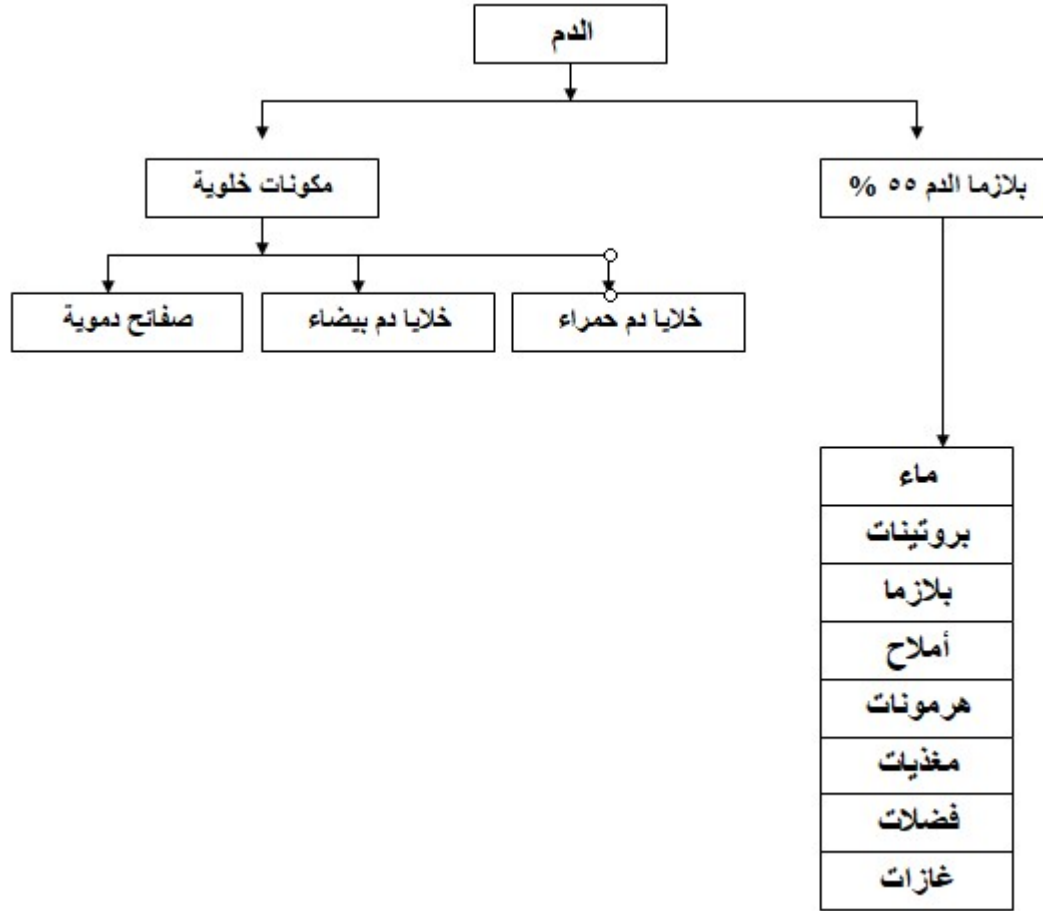 الدم
بلازما الدم ٥٥ %
مكونات خلوية
خلايا دم حمراء
خلايا دم بيضاء
صفائح دموية
ماء
بروتينات
بلازما
أملاح
هرمونات
مغذيات
فضلات
غازات